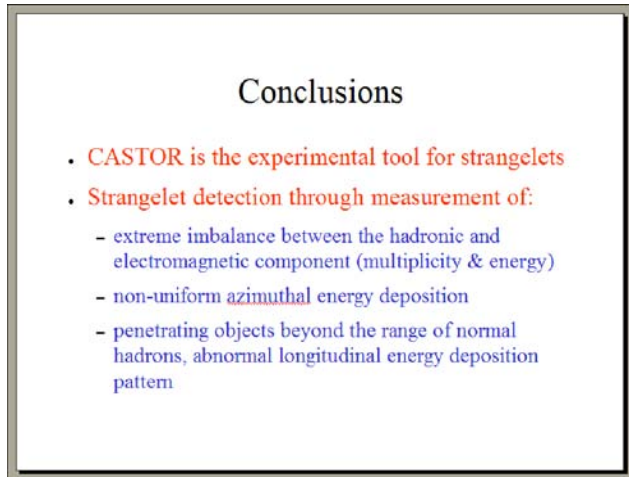 Conclusions
• CASTOR is the experimental tool for strangelets
• Strangelet detection through measurement of:
– extreme imbalance between the hadronic and
electromagnetic component (multiplicity & energy)
– non-uniform azimuthal energy deposition
– penetrating objects beyond the range of normal
hadrons, abnormal longitudinal energy deposition
pattern